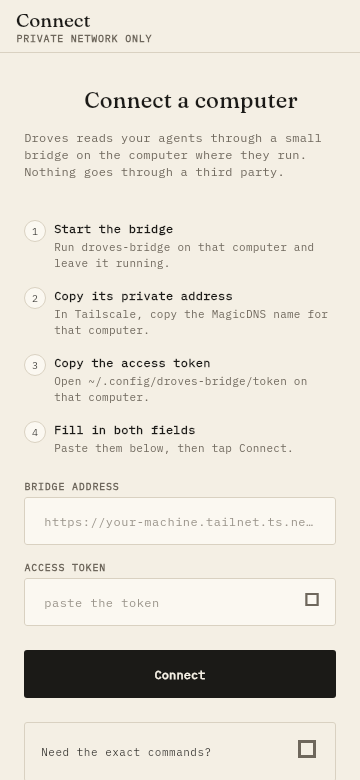 Connect
PRIVATE NETWORK ONLY
Connect a computer
Droves reads your agents through a small
bridge on the computer where they run.
Nothing goes through a third party.
1
Start the bridge
Run droves-bridge on that computer and
leave it running.
2
Copy its private address
In Tailscale, copy the MagicDNS name for
that computer.
3
Copy the access token
Open ~/.config/droves-bridge/token on
that computer.
4
Fill in both fields
Paste them below, then tap Connect.
BRIDGE ADDRESS
https://your-machine.tailnet.ts.ne…
ACCESS TOKEN
paste the token
Connect
Need the exact commands?